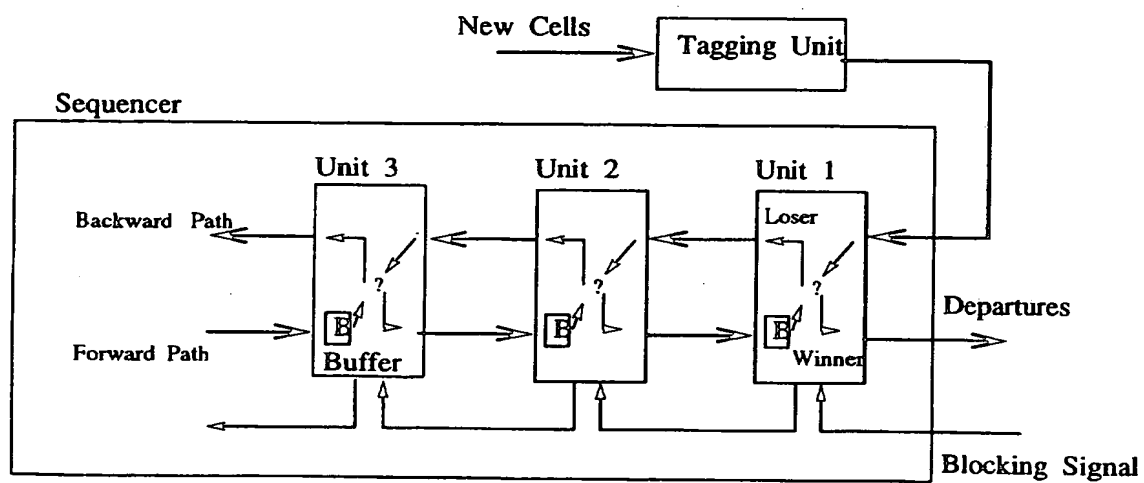 New Cells
Tagging Unit
Sequencer
Unit 3
Unit 2
Unit 1
Backward Path
Loser
?
?
?
B
B
B
Departures
Forward Path
Buffer
Winner
Blocking Signal